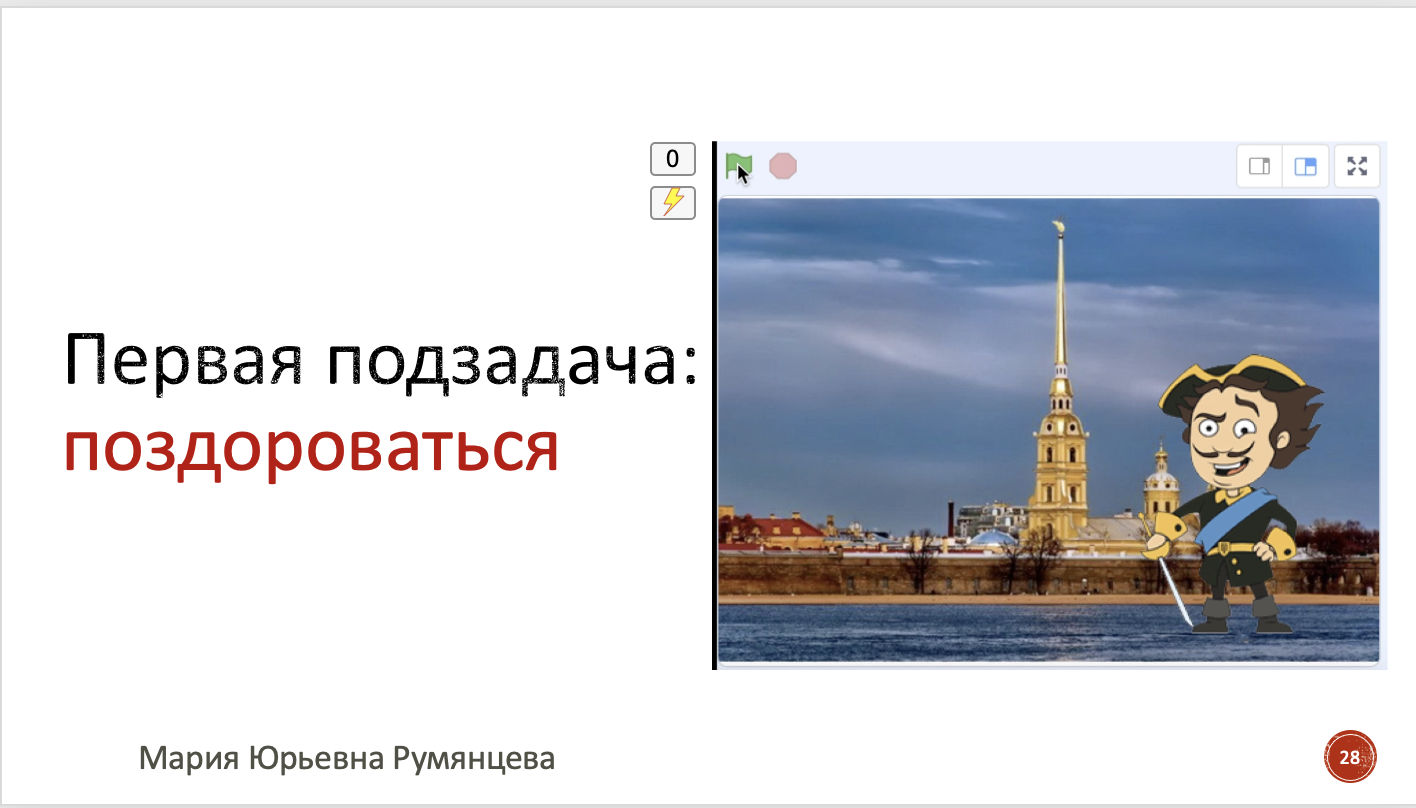 0
Первая подзадача:
поздороваться
Мария Юрьевна Румянцева
28